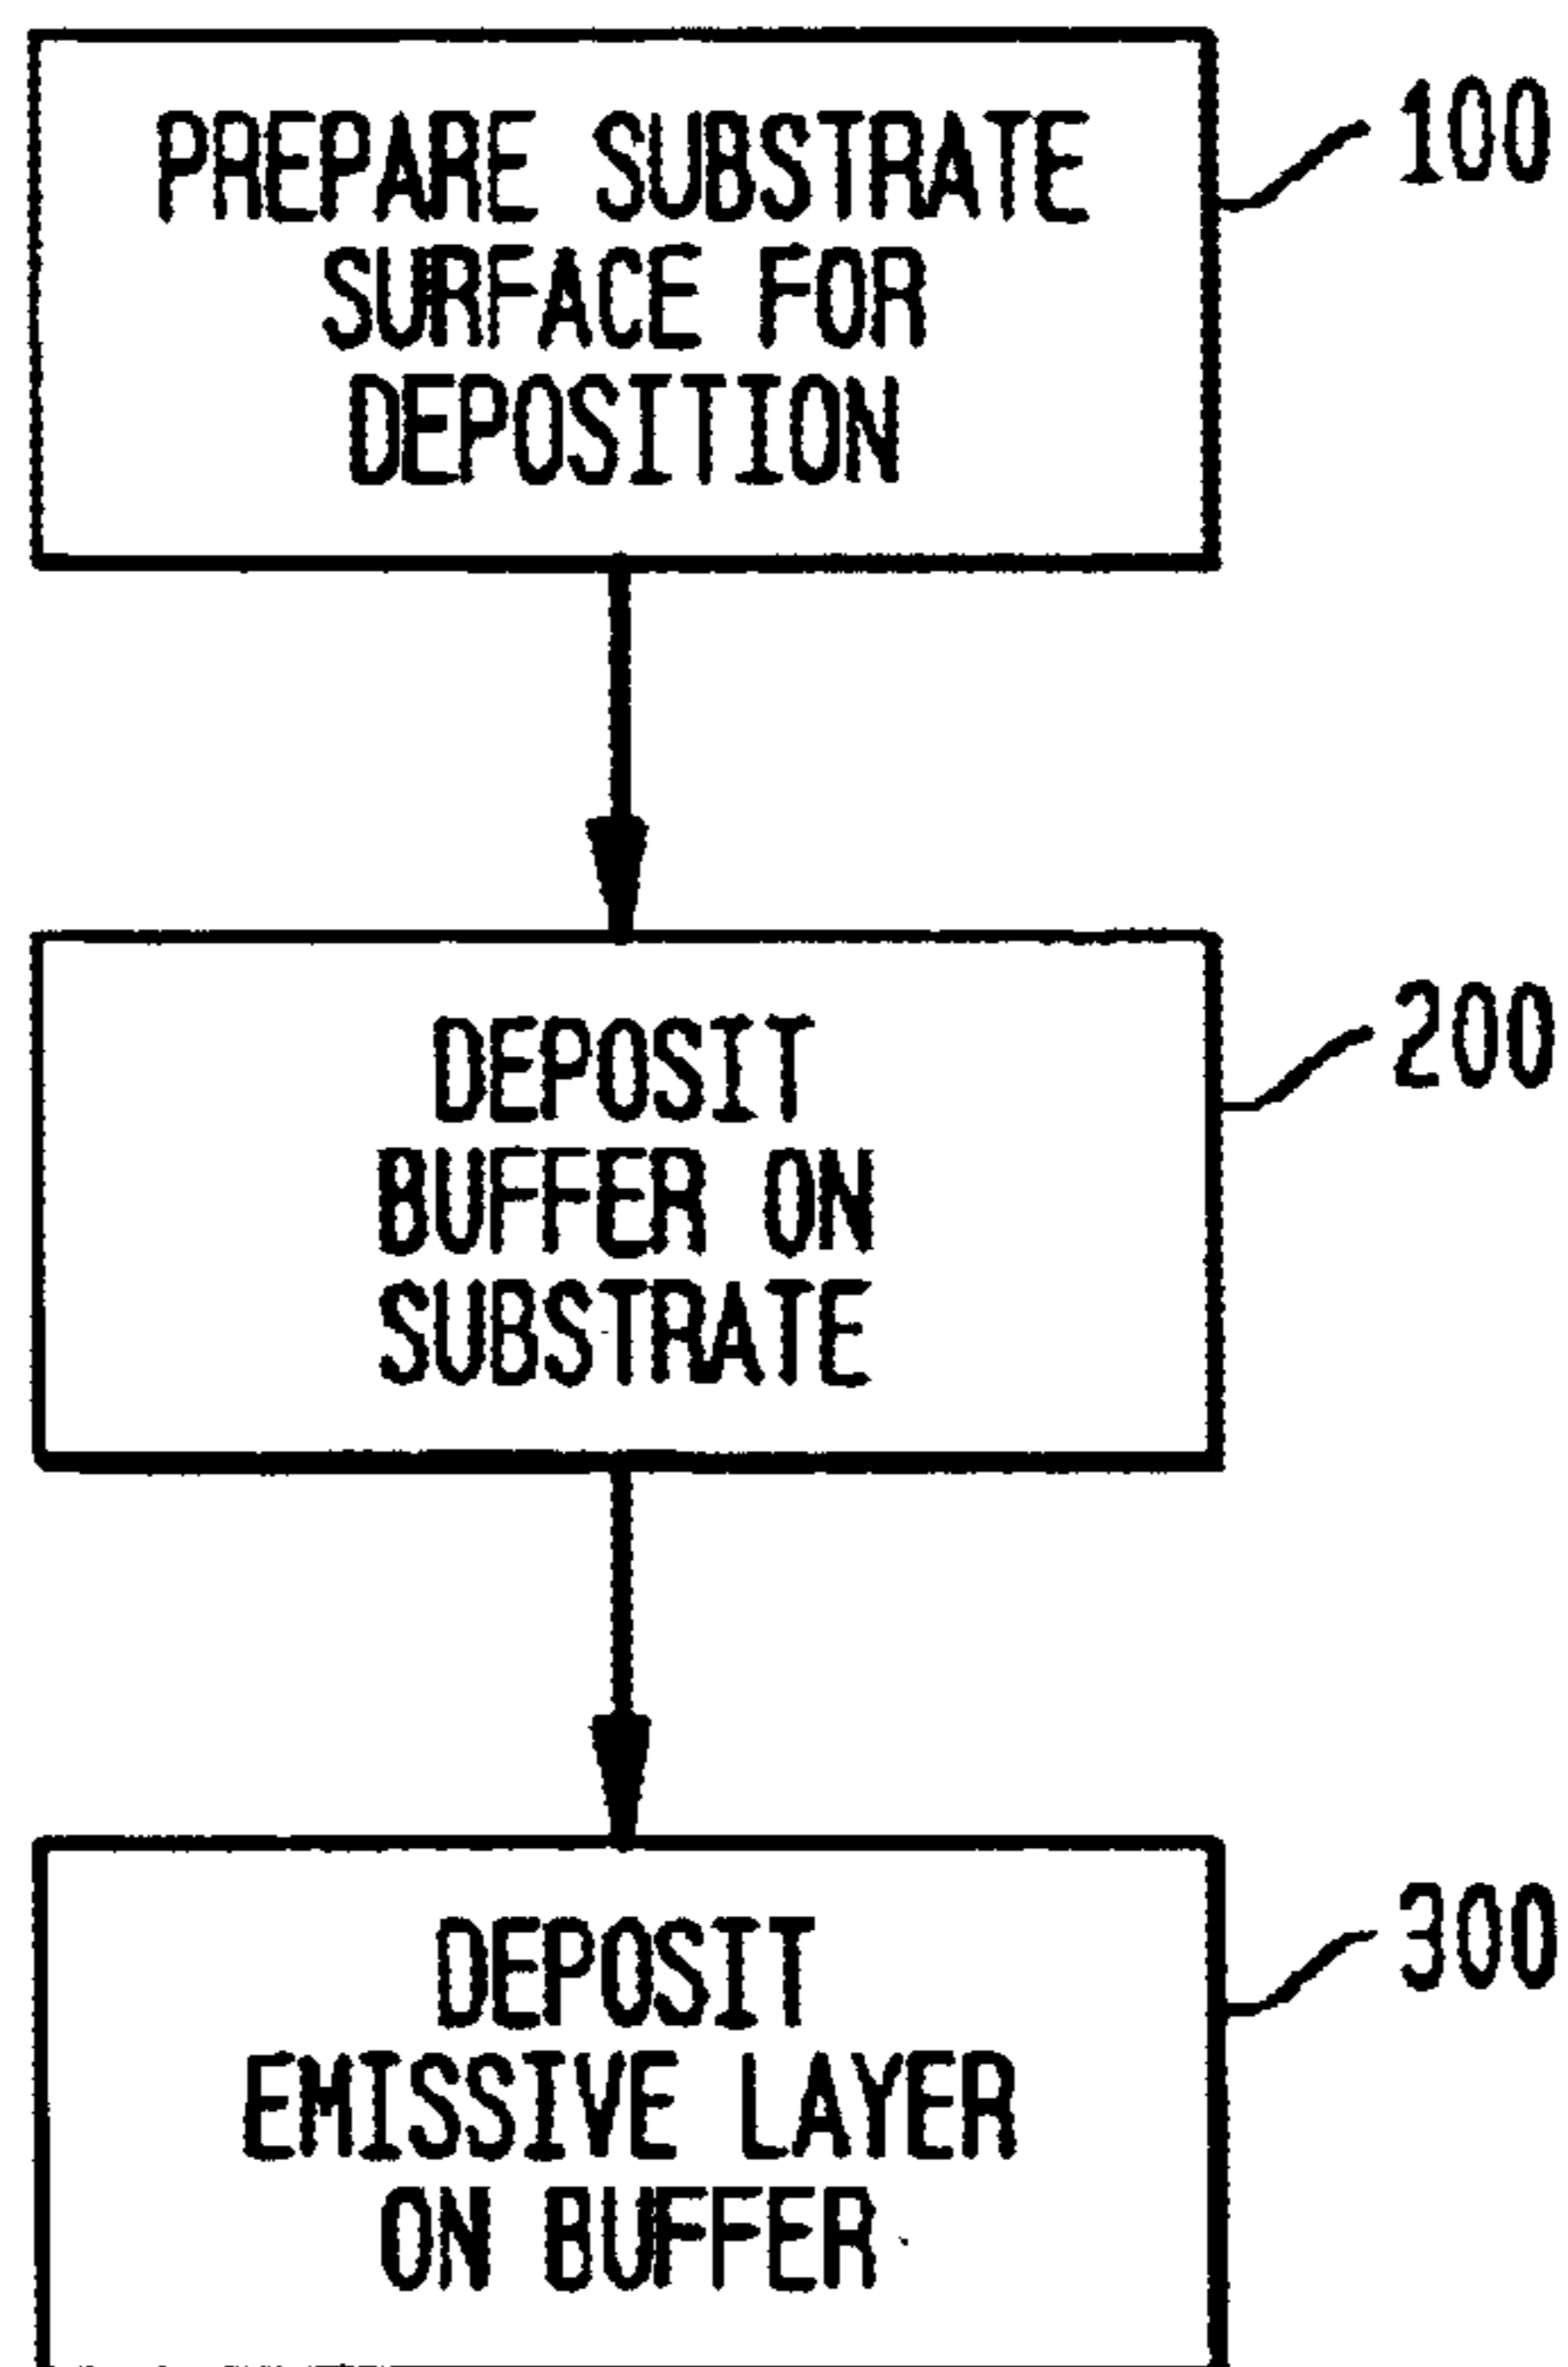 PREPARE SUBSTRATE
SURFACE FOR
DEPOSITION
100
DEPOSIT
BUFFER ON
SUBSTRATE
200
DEPOSIT
EMISSIVE LAYER
ON BUFFER
300